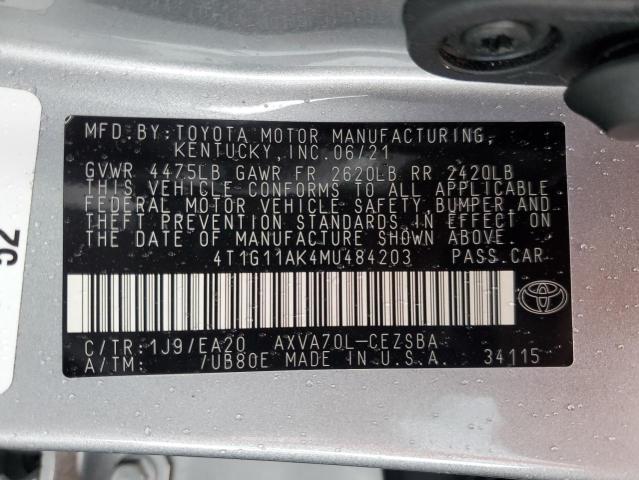 MFD.BY:TOYOTA MOTOR MANUFACTURING,
KENTUCKY,INC.06/21
GVWR 4475LB GAWR FR 2620LB RR 2420LB
THIS VEHICLE CONFORMS TO ALL APPLICABLE
FEDERAL MOTOR VEHICLE SAFETY, BUMPER AND
THEFT PREVENTION STANDARDS IN EFFECT ON
THE DATE OF MANUFACTURE SHOWN ABOVE.
4T1G11AK4MU484203 PASS.CAR
C/TR:1J9/EA20 AXVA70L-CEZSBA
A/TM: 7UB80E MADE IN U.S.A. 34115
52